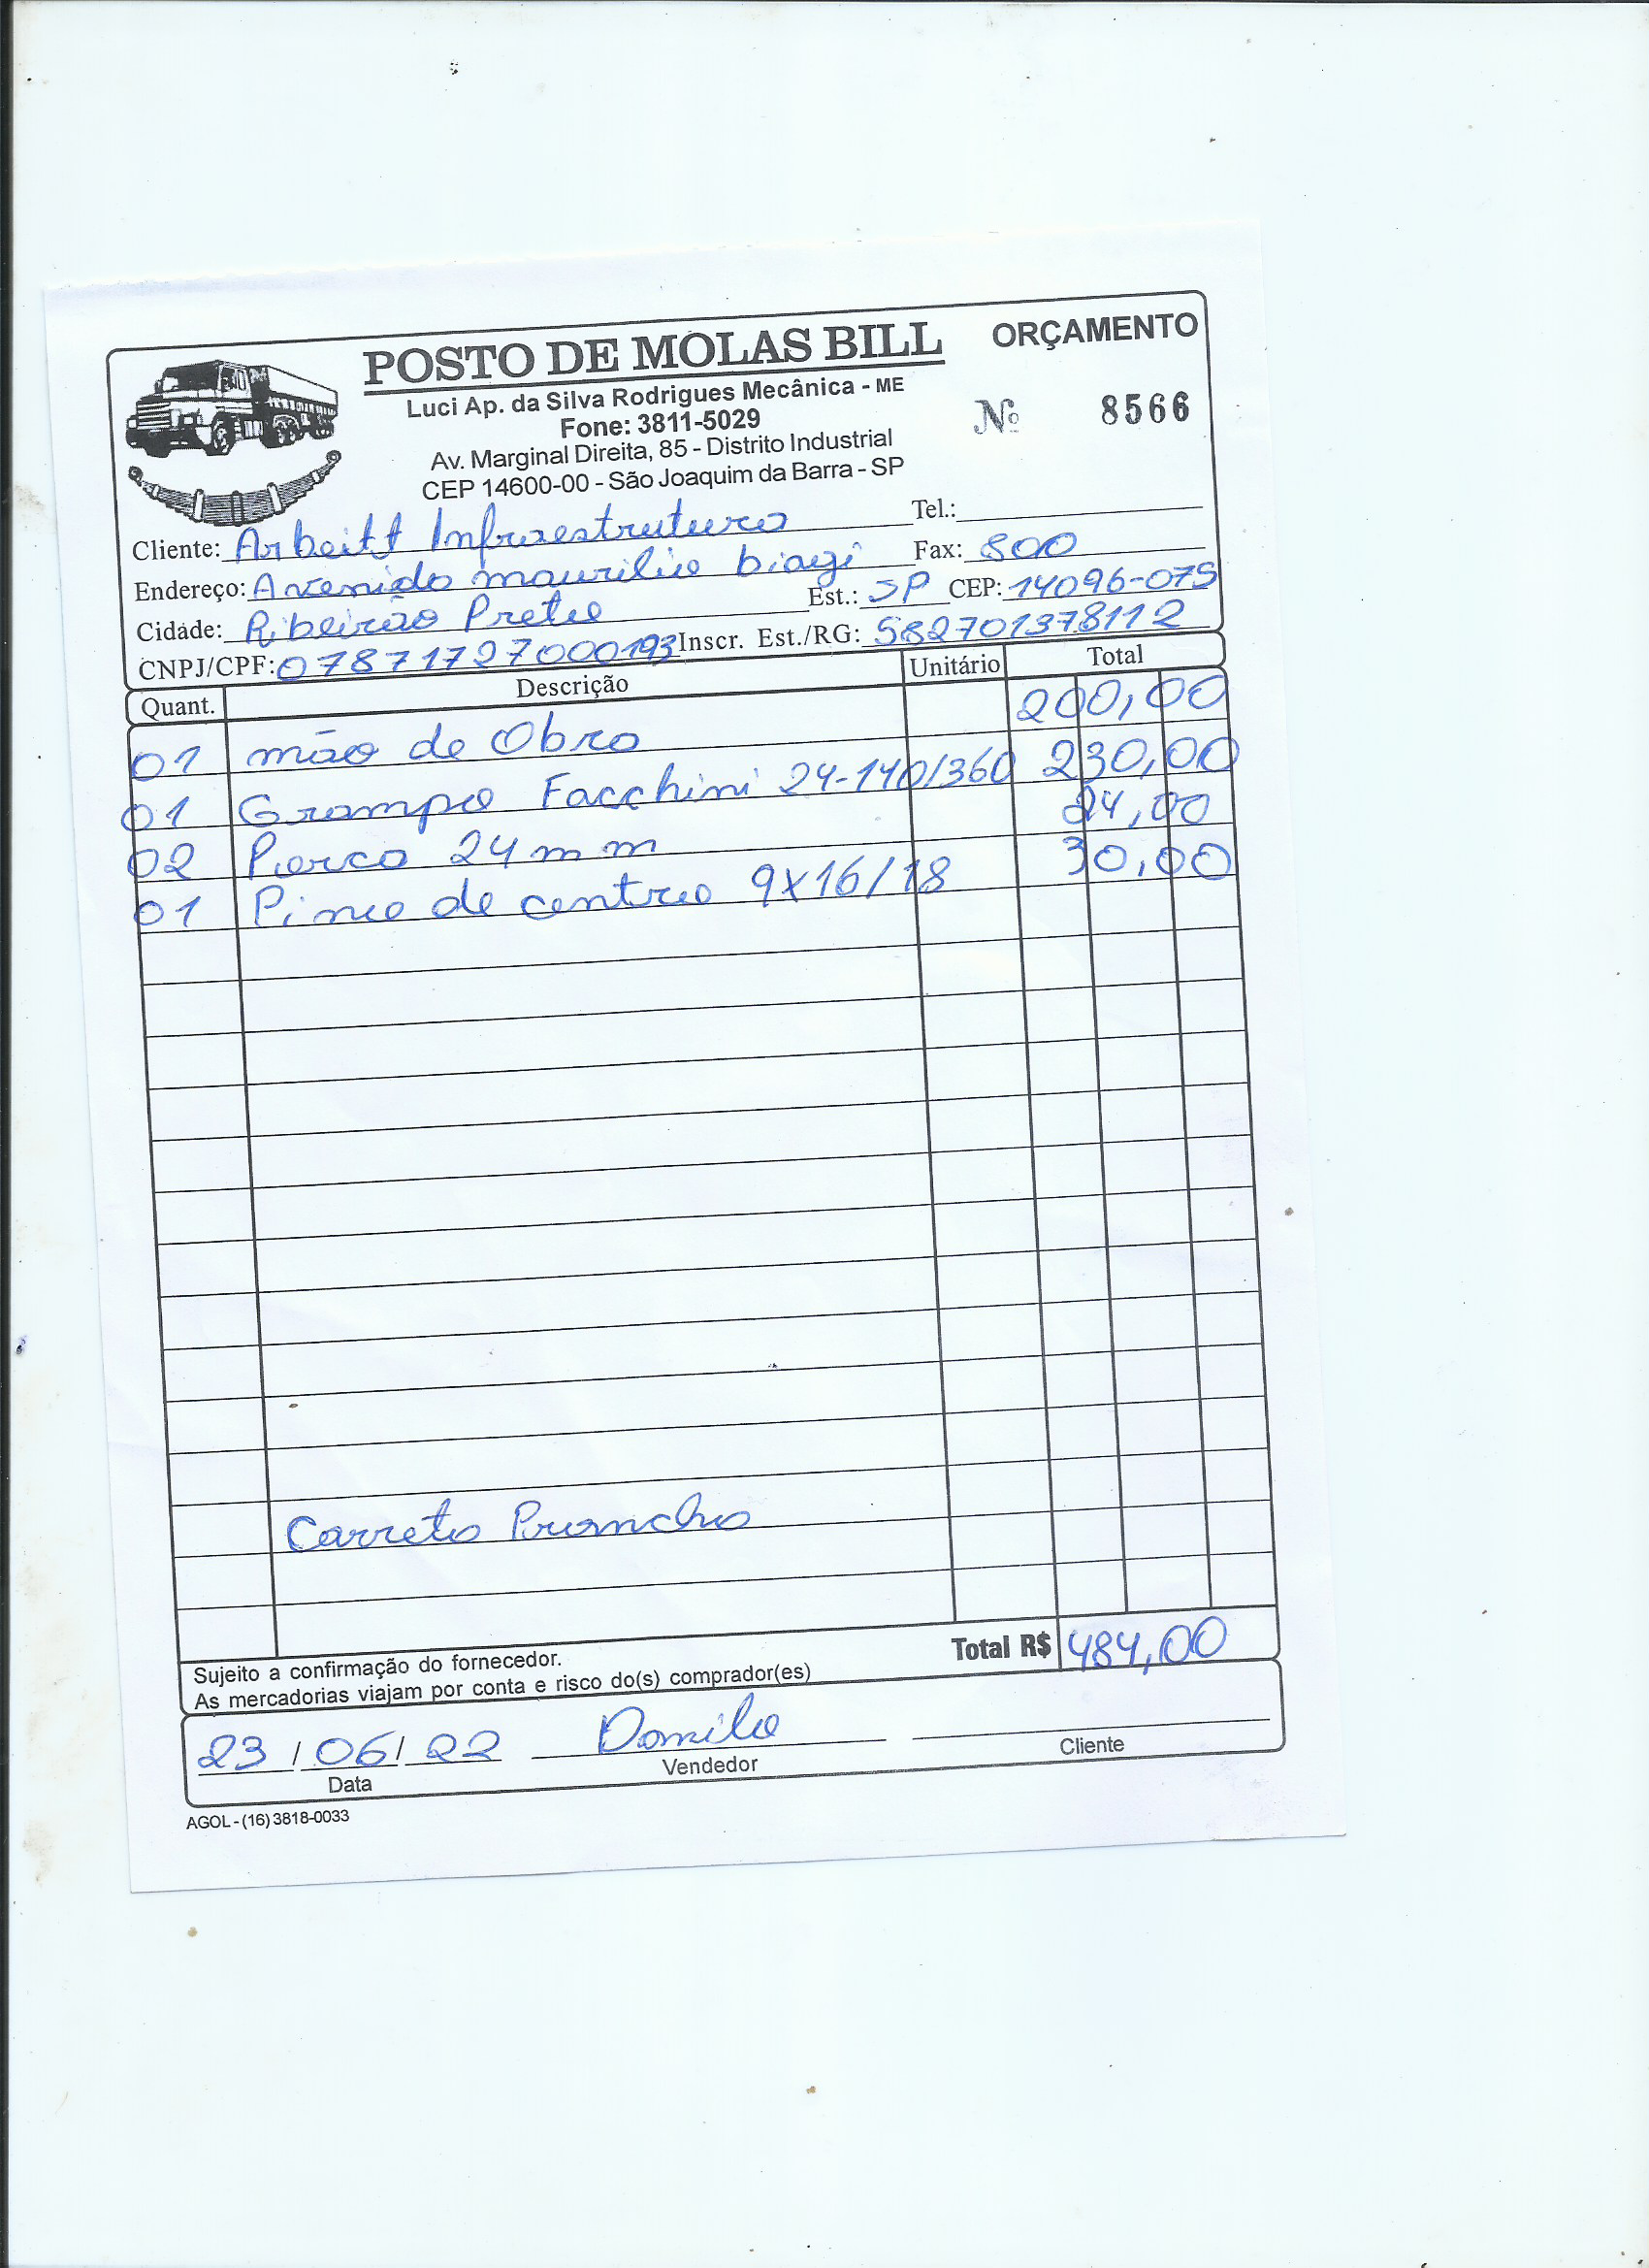 POSTO DE MOLAS BILL
ORÇAMENTO
Luci Ap. da Silva Rodrigues Mecânica - ME
Fone: 3811-5029
Nº 8566
Av. Marginal Direita, 85 - Distrito Industrial
CEP 14600-00 - São Joaquim da Barra - SP
Cliente: Arbeitt Infraestrutura Tel.:
Endereço: Avenida maurilio biagi Fax: 800
Cidade: Ribeirão Preto Est.: SP CEP: 14096-075
CNPJ/CPF: 07871727000193 Inscr. Est./RG: 582701378112
Quant. Descrição Unitário Total
01 mão de Obra 200,00
01 Grampo Facchini 24-140/360 230,00
02 Porca 24mm 24,00
01 Pino de centro 9x16/18 30,00
Carreta Prancha
Sujeito a confirmação do fornecedor.
As mercadorias viajam por conta e risco do(s) comprador(es)
Total R$ 484,00
23/06/22 Danilo
Data Vendedor Cliente
AGOL - (16) 3818-0033